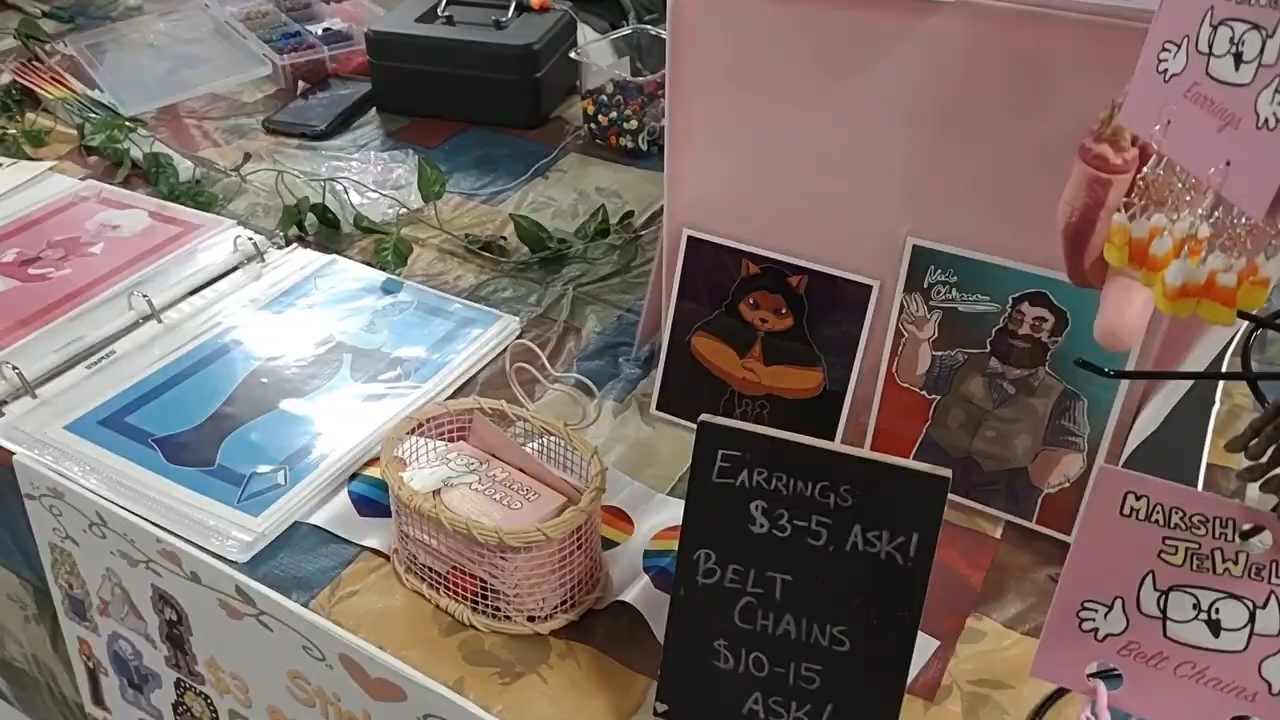 Earrings
STAPLES
MARSH
WORLD
EARRINGS
$3-5, ASK!
BELT
CHAINS
$10-15
ASK!
MARSH
JEWEL
Belt Chains
$3